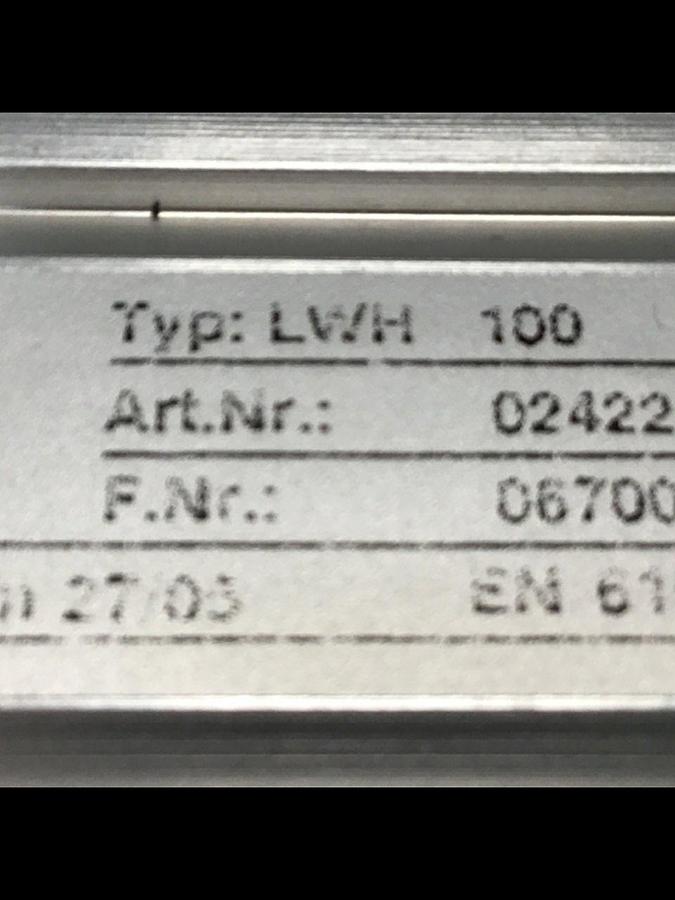 Typ: LWH 100
Art.Nr.: 02422
F.Nr.: 06700
27/05 EN 61